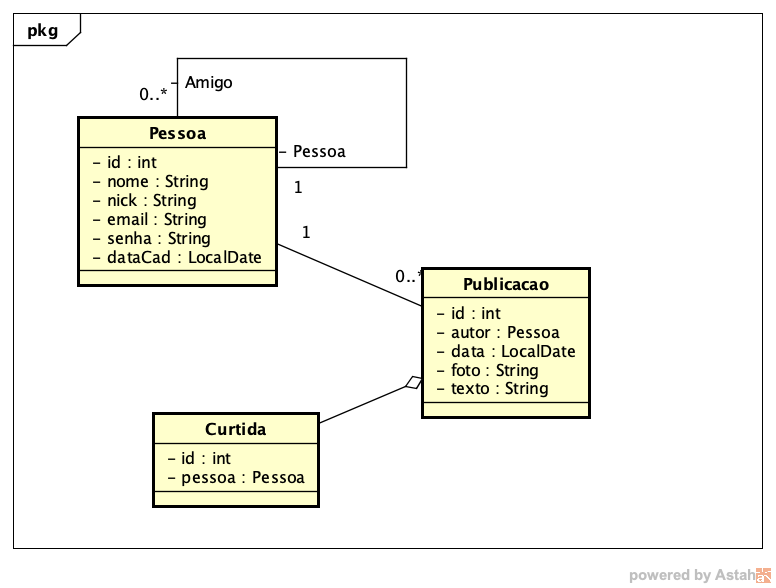 pkg
Amigo
0..*
Pessoa
- id : int
- nome : String
- nick : String
- email : String
- senha : String
- dataCad : LocalDate
- Pessoa
1
1
0..*
Publicacao
- id : int
- autor : Pessoa
- data : LocalDate
- foto : String
- texto : String
Curtida
- id : int
- pessoa : Pessoa
powered by Astah